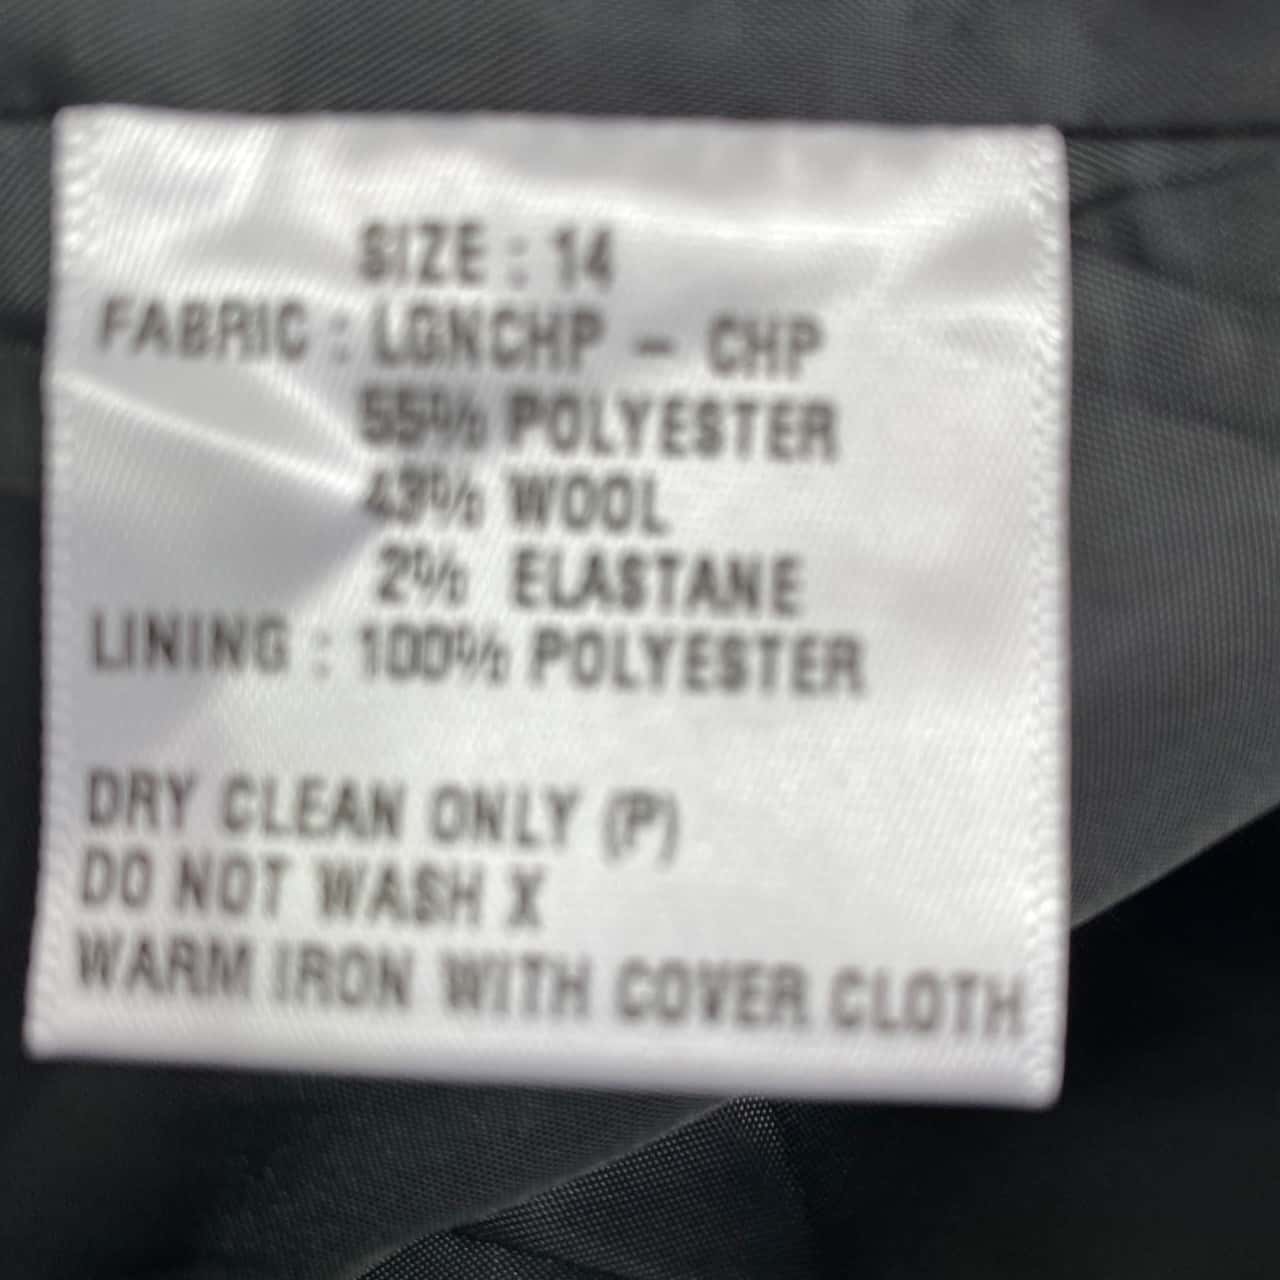 SIZE : 14
FABRIC : LGNCHP - CHP
55% POLYESTER
43% WOOL
2% ELASTANE
LINING : 100% POLYESTER
DRY CLEAN ONLY (P)
DO NOT WASH X
WARM IRON WITH COVER CLOTH